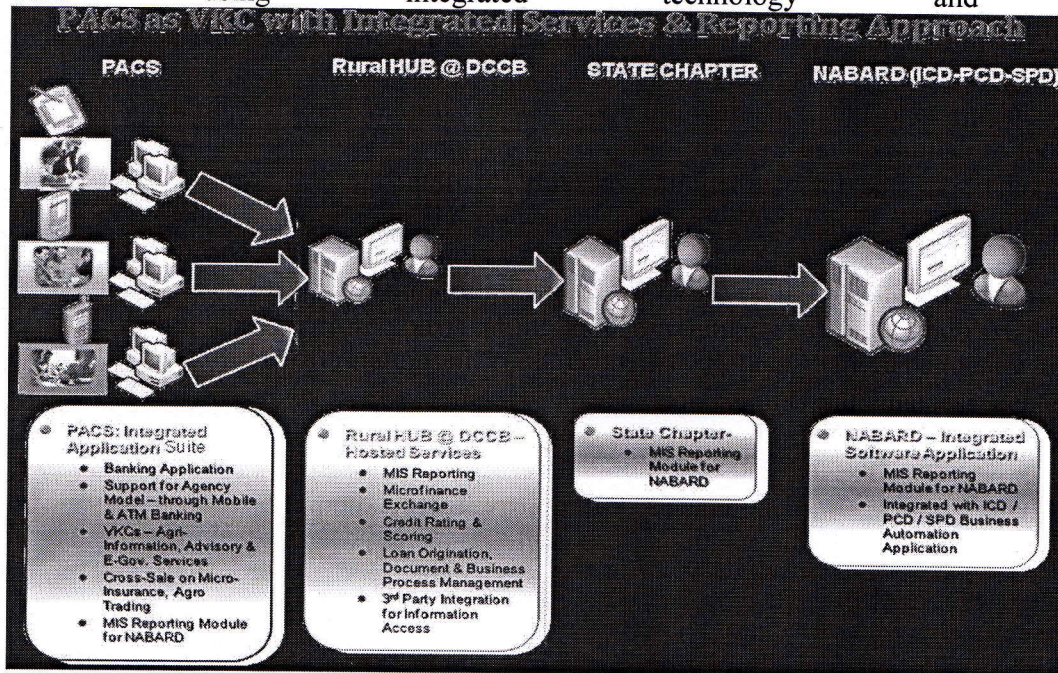 integrated technology and
PACS as VKC with Integrated Services & Reporting Approach
PACS
Rural HUB @ DCCB
STATE CHAPTER
NABARD (ICD-PCD-SPD)
PACS: Integrated
Application Suite
Banking Application
Support for Agency
Model – through Mobile
& ATM Banking
VKCs – Agri-
Information, Advisory &
E-Gov. Services
Cross-Sale on Micro-
Insurance, Agro
Trading
MIS Reporting Module
for NABARD
Rural HUB @ DCCB –
Hosted Services
MIS Reporting
Microfinance
Exchange
Credit Rating &
Scoring
Loan Origination,
Document & Business
Process Management
3rd Party Integration
for Information
Access
State Chapter-
MIS Reporting
Module for
NABARD
NABARD – Integrated
Software Application
MIS Reporting
Module for NABARD
Integrated with ICD /
PCD / SPD Business
Automation
Application